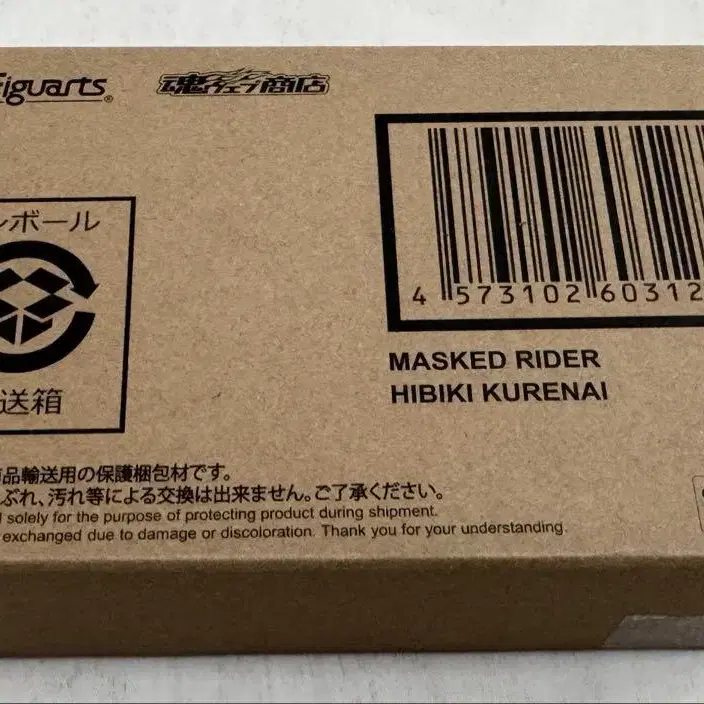 Figuarts®
魂ウェブ商店
ンボール
送箱
4 573102 60312
MASKED RIDER
HIBIKI KURENAI
商品輸送用の保護梱包材です。
ぶれ、汚れ等による交換は出来ません。ご了承ください。
solely for the purpose of protecting product during shipment.
exchanged due to damage or discoloration. Thank you for your understanding.